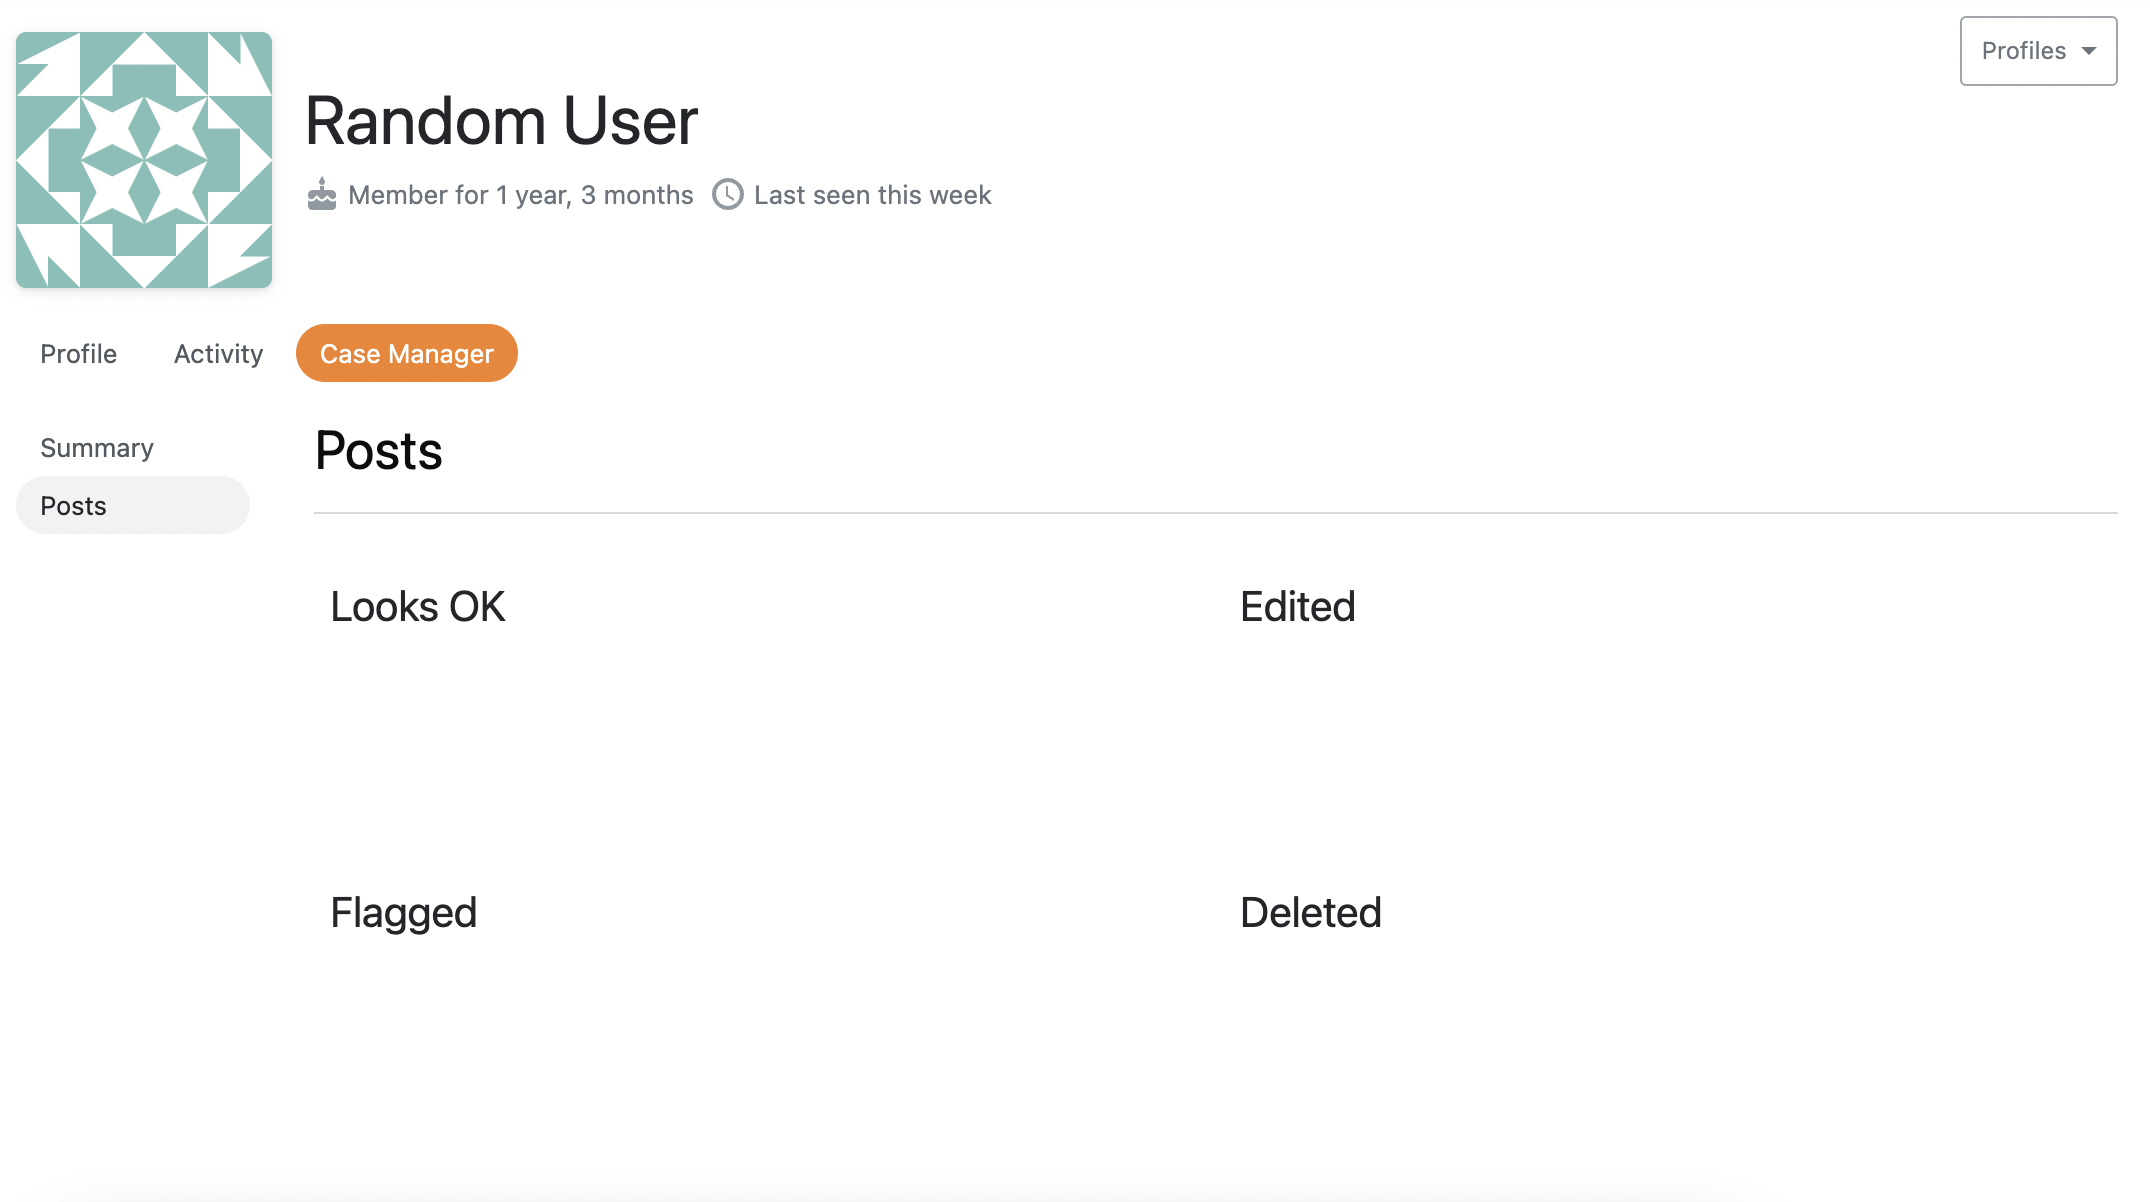 Profiles
Random User
Member for 1 year, 3 months Last seen this week
Profile Activity Case Manager
Summary
Posts
Posts
Looks OK
Edited
Flagged
Deleted